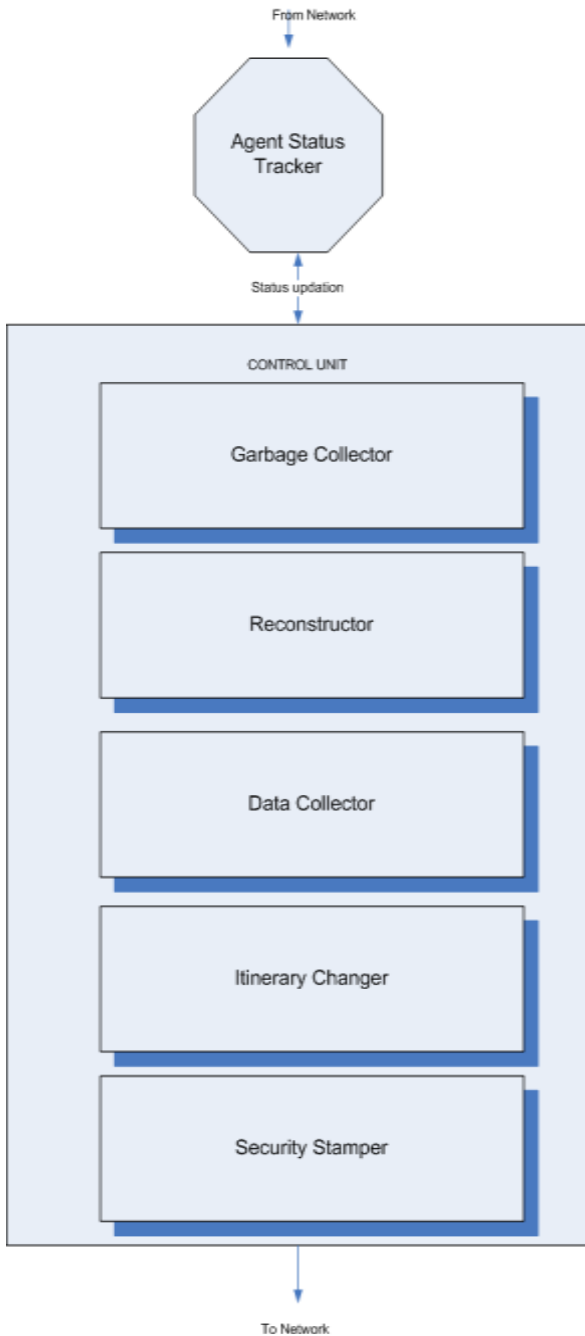 From Network
Agent Status
Tracker
Status updation
CONTROL UNIT
Garbage Collector
Reconstructor
Data Collector
Itinerary Changer
Security Stamper
To Network